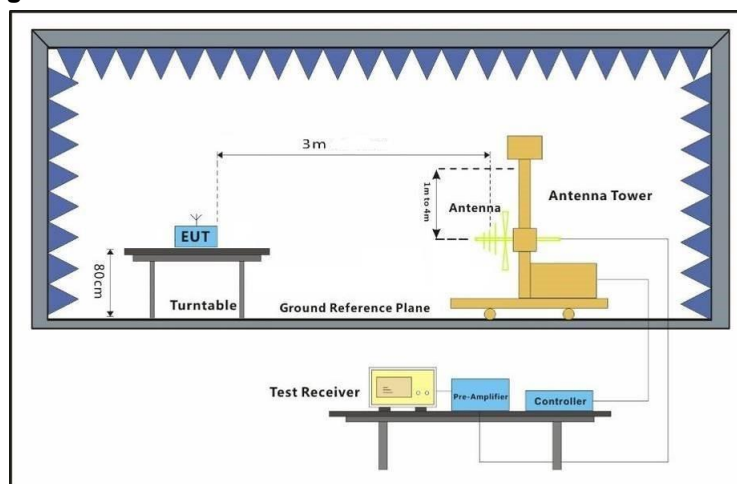 3m
1m to 4m
Antenna
Antenna Tower
EUT
80cm
Turntable
Ground Reference Plane
Test Receiver
Pre-Amplifier
Controller